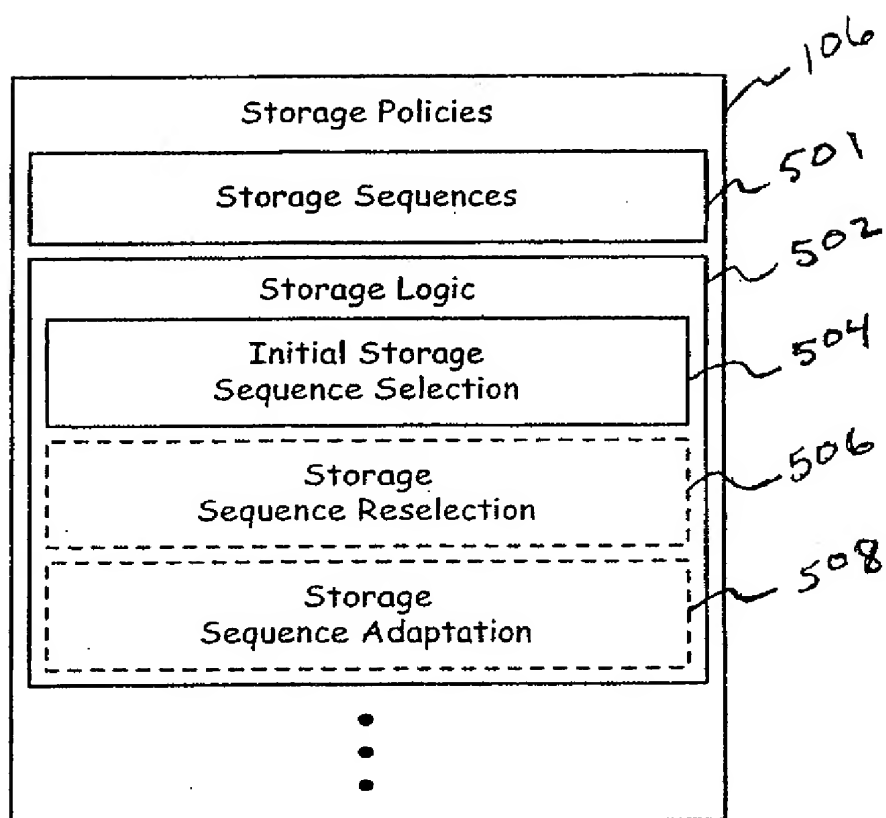 106
Storage Policies
501
Storage Sequences
502
Storage Logic
504
Initial Storage
Sequence Selection
506
Storage
Sequence Reselection
508
Storage
Sequence Adaptation